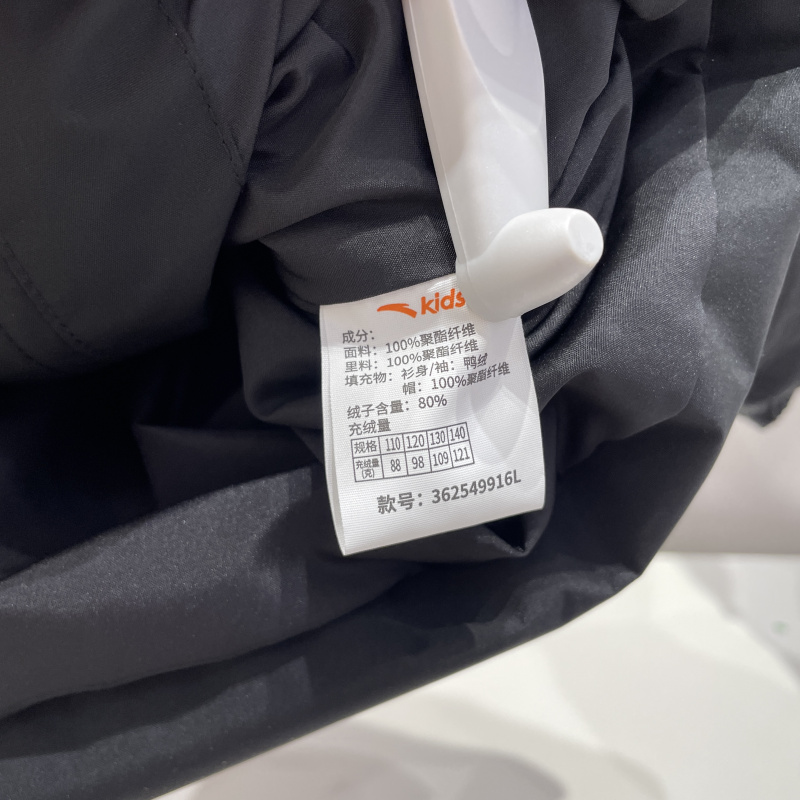 kids
成分：
面料：100%聚酯纤维
里料：100%聚酯纤维
填充物：衫身/袖：鸭绒
帽：100%聚酯纤维
绒子含量：80%
充绒量
规格 110 120 130 140
充绒量(克) 88 98 109 121
款号：362549916L